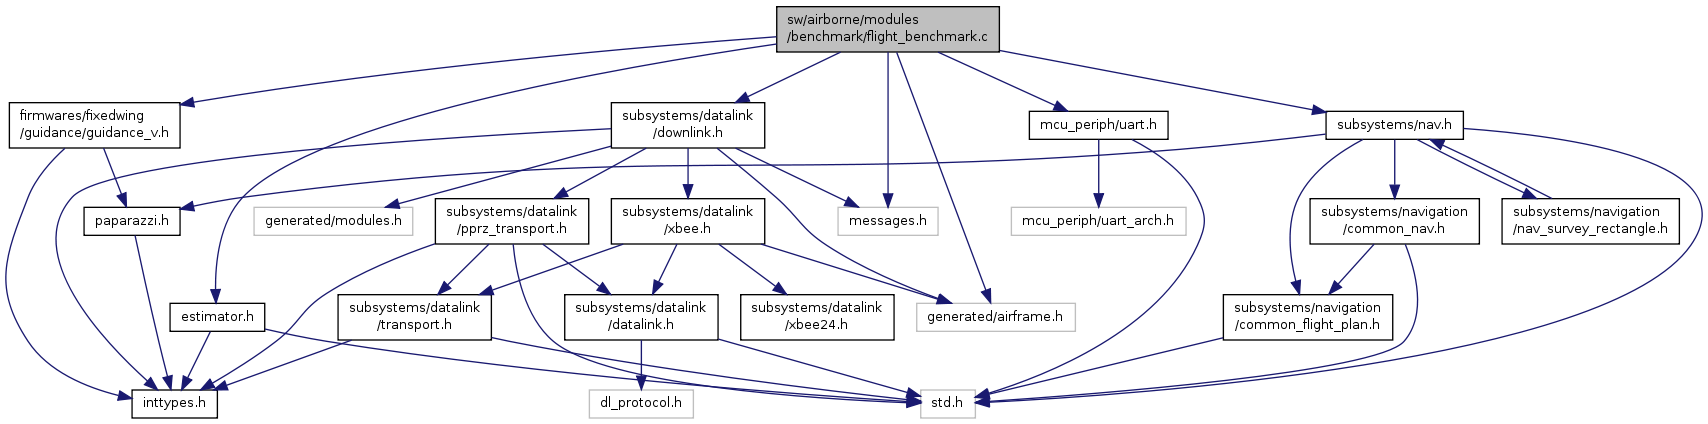 sw/airborne/modules
/benchmark/flight_benchmark.c
firmwares/fixedwing
/guidance/guidance_v.h
subsystems/datalink
/downlink.h
mcu_periph/uart.h
subsystems/nav.h
paparazzi.h
generated/modules.h
subsystems/datalink
/pprz_transport.h
subsystems/datalink
/xbee.h
messages.h
mcu_periph/uart_arch.h
subsystems/navigation
/common_nav.h
subsystems/navigation
/nav_survey_rectangle.h
estimator.h
subsystems/datalink
/transport.h
subsystems/datalink
/datalink.h
subsystems/datalink
/xbee24.h
generated/airframe.h
subsystems/navigation
/common_flight_plan.h
inttypes.h
dl_protocol.h
std.h